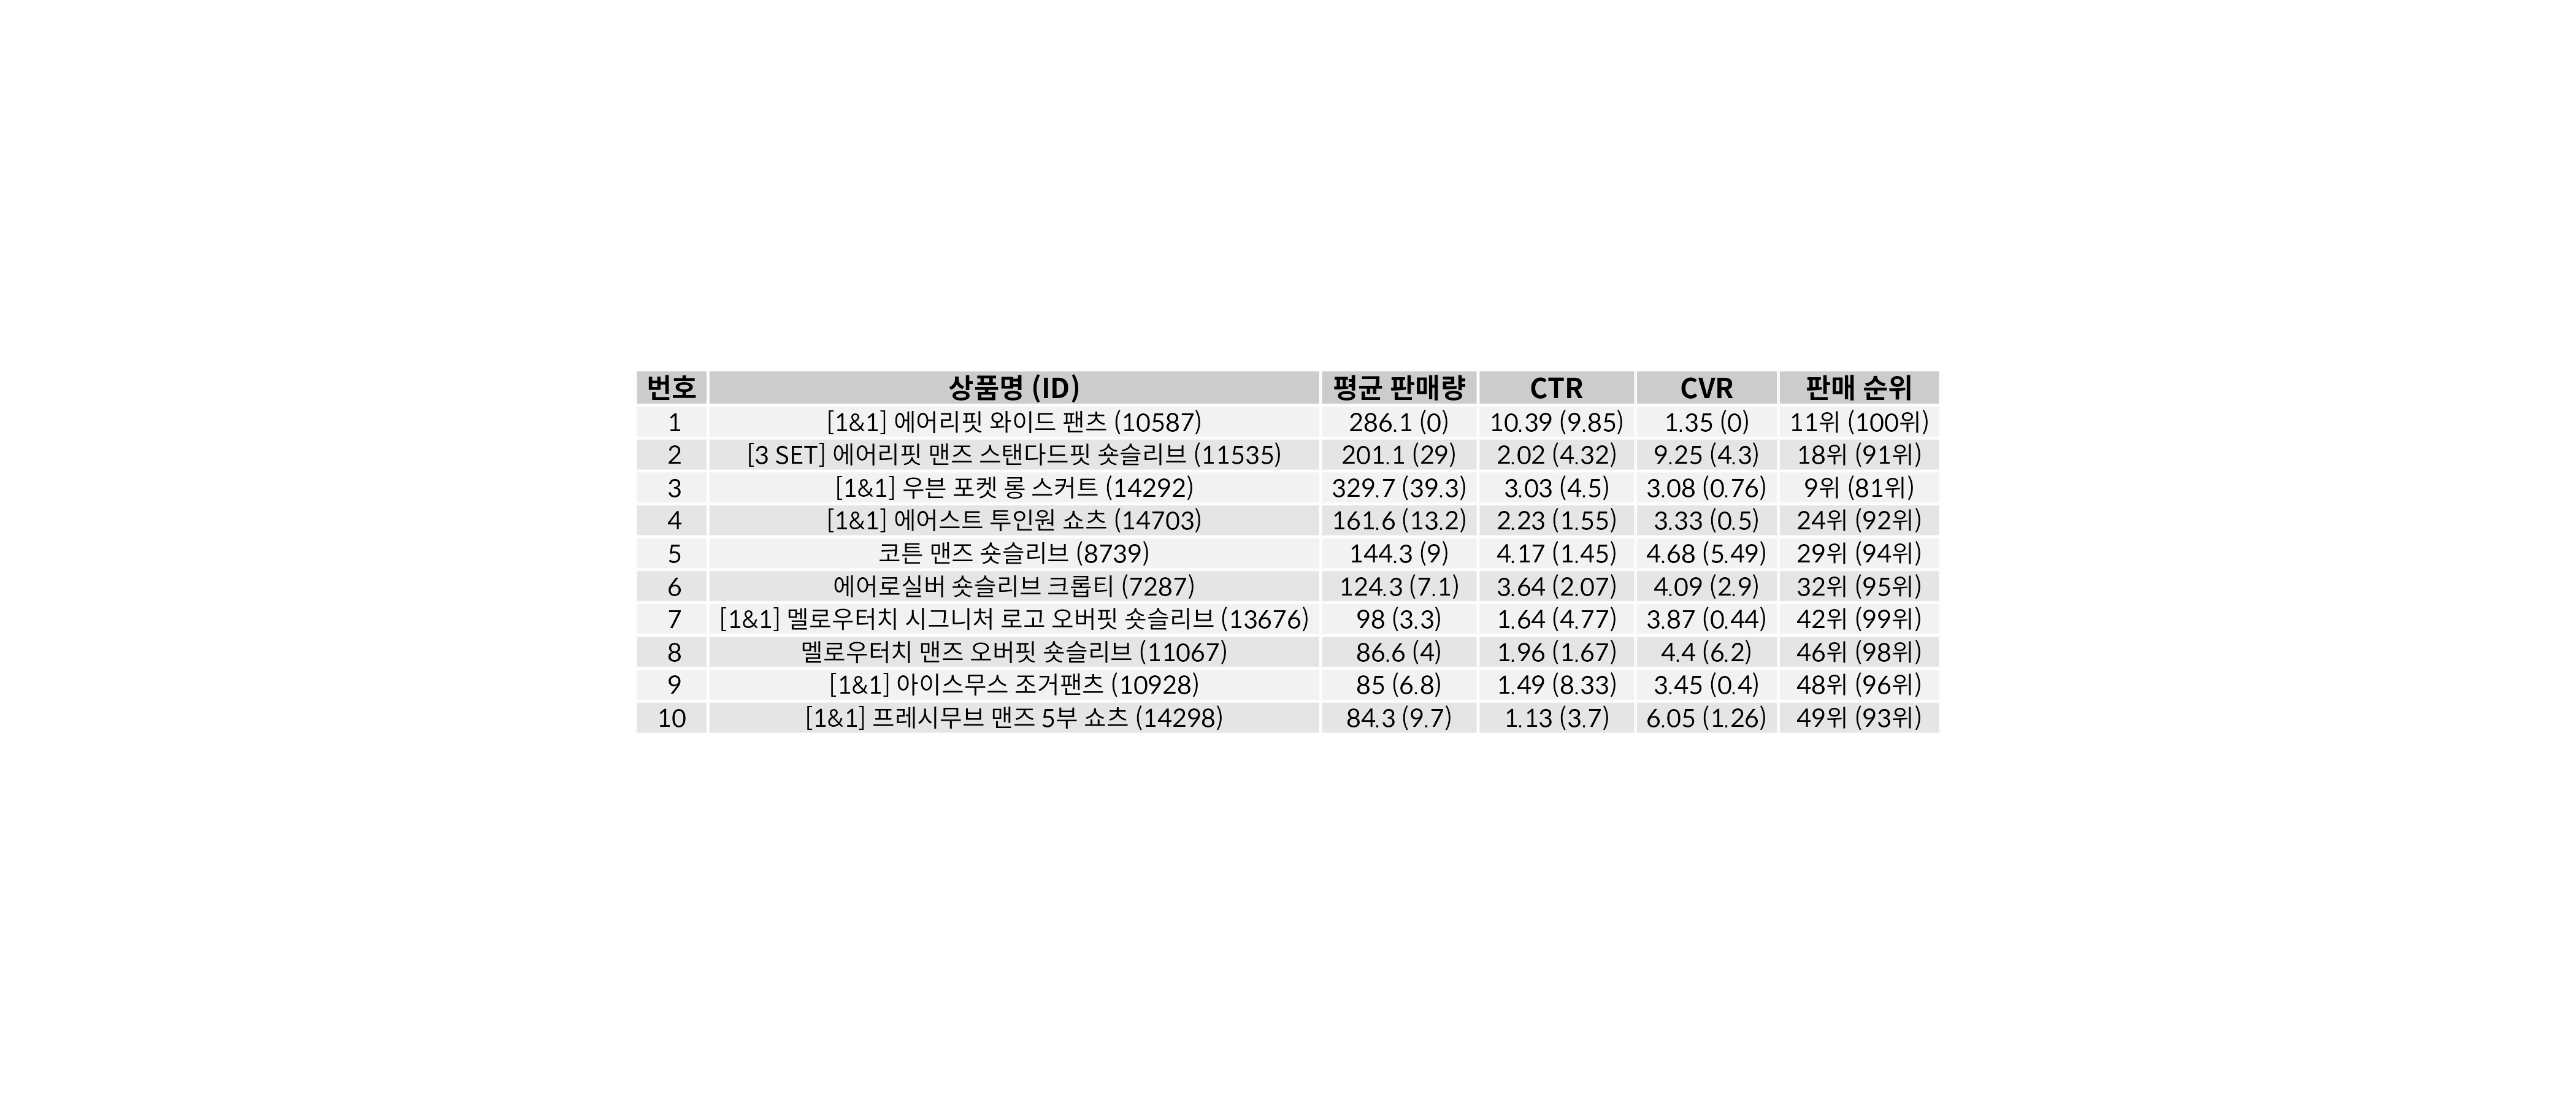 번호 상품명 (ID) 평균 판매량 CTR CVR 판매 순위
1 [1&1] 에어리핏 와이드 팬츠 (10587) 286.1 (0) 10.39 (9.85) 1.35 (0) 11위 (100위)
2 [3 SET] 에어리핏 맨즈 스탠다드핏 숏슬리브 (11535) 201.1 (29) 2.02 (4.32) 9.25 (4.3) 18위 (91위)
3 [1&1] 우븐 포켓 롱 스커트 (14292) 329.7 (39.3) 3.03 (4.5) 3.08 (0.76) 9위 (81위)
4 [1&1] 에어스트 투인원 쇼츠 (14703) 161.6 (13.2) 2.23 (1.55) 3.33 (0.5) 24위 (92위)
5 코튼 맨즈 숏슬리브 (8739) 144.3 (9) 4.17 (1.45) 4.68 (5.49) 29위 (94위)
6 에어로실버 숏슬리브 크롭티 (7287) 124.3 (7.1) 3.64 (2.07) 4.09 (2.9) 32위 (95위)
7 [1&1] 멜로우터치 시그니처 로고 오버핏 숏슬리브 (13676) 98 (3.3) 1.64 (4.77) 3.87 (0.44) 42위 (99위)
8 멜로우터치 맨즈 오버핏 숏슬리브 (11067) 86.6 (4) 1.96 (1.67) 4.4 (6.2) 46위 (98위)
9 [1&1] 아이스무스 조거팬츠 (10928) 85 (6.8) 1.49 (8.33) 3.45 (0.4) 48위 (96위)
10 [1&1] 프레시무브 맨즈 5부 쇼츠 (14298) 84.3 (9.7) 1.13 (3.7) 6.05 (1.26) 49위 (93위)